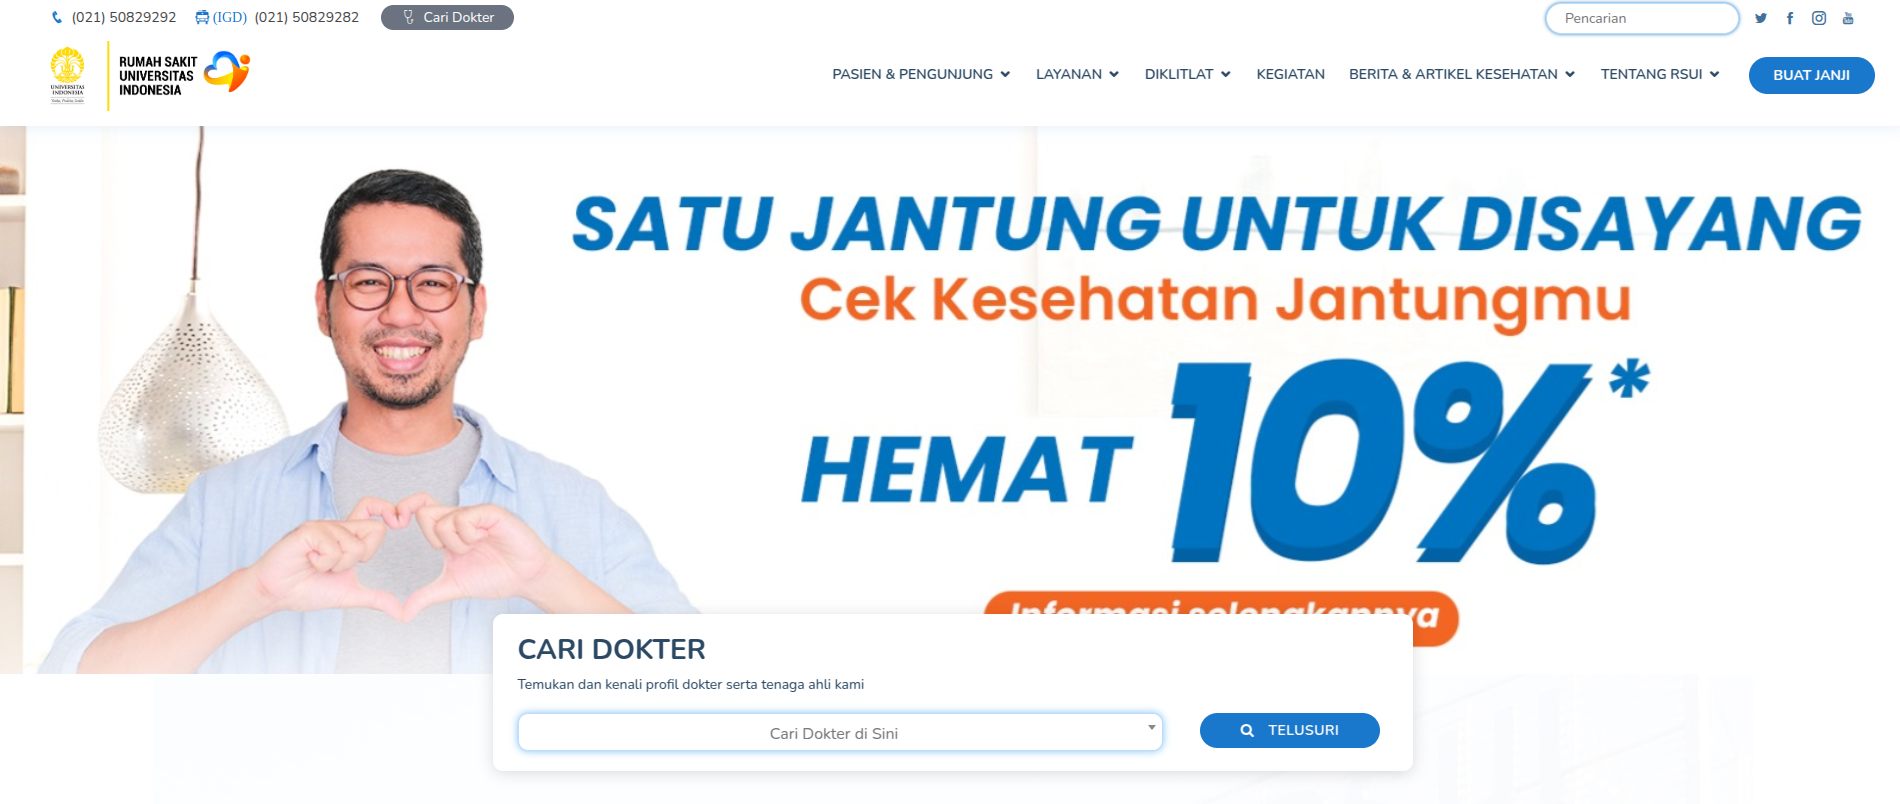 (021) 50829292 (IGD) (021) 50829282 Cari Dokter Pencarian
UNIVERSITAS
INDONESIA
RUMAH SAKIT
UNIVERSITAS
INDONESIA
PASIEN & PENGUNJUNG LAYANAN DIKLITLAT KEGIATAN BERITA & ARTIKEL KESEHATAN TENTANG RSUI BUAT JANJI
SATU JANTUNG UNTUK DISAYANG
Cek Kesehatan Jantungmu
HEMAT 10%*
Informasi selengkapnya
CARI DOKTER
Temukan dan kenali profil dokter serta tenaga ahli kami
Cari Dokter di Sini TELUSURI